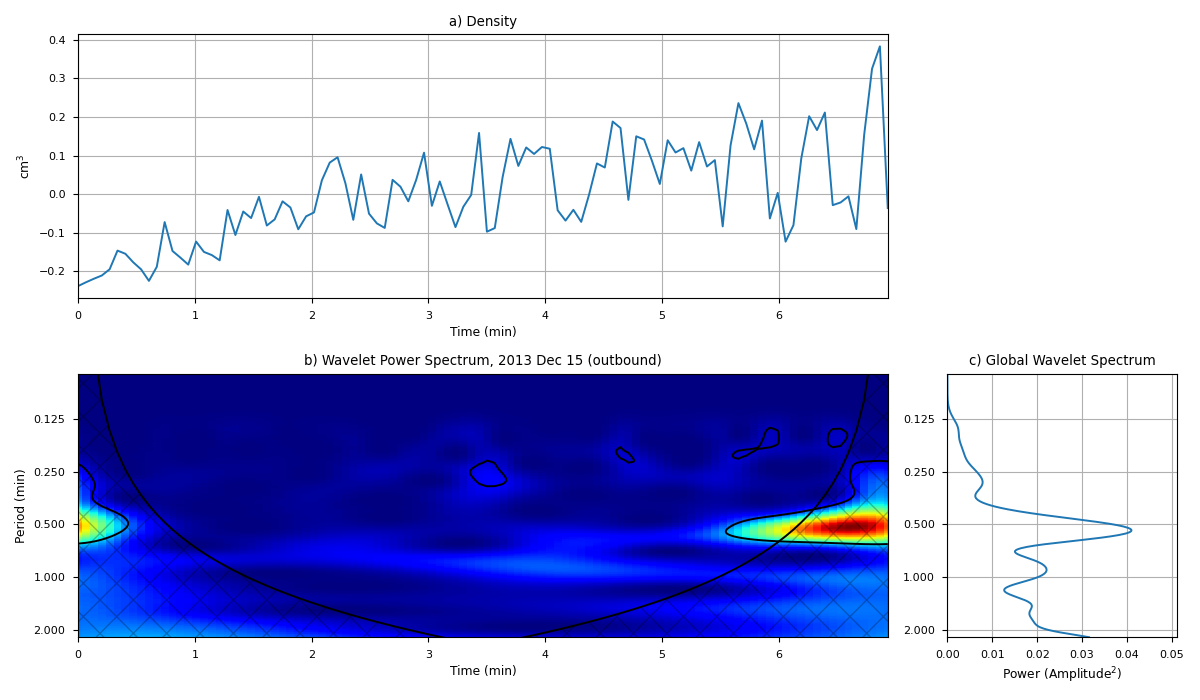 a) Density
cm³
0.4
0.3
0.2
0.1
0.0
−0.1
−0.2
0 1 2 3 4 5 6
Time (min)
b) Wavelet Power Spectrum, 2013 Dec 15 (outbound)
Period (min)
0.125
0.250
0.500
1.000
2.000
0 1 2 3 4 5 6
Time (min)
c) Global Wavelet Spectrum
0.125
0.250
0.500
1.000
2.000
0.00 0.01 0.02 0.03 0.04 0.05
Power (Amplitude²)